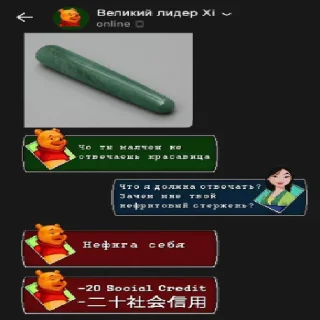 Великий лидер Xi
online
Чо ты малчем не
отвечаешь красавица
Что я должна отвечать?
Зачем мне твой
нефритовый стержень?
Нефига себя
-20 Social Credit
-二十社会信用